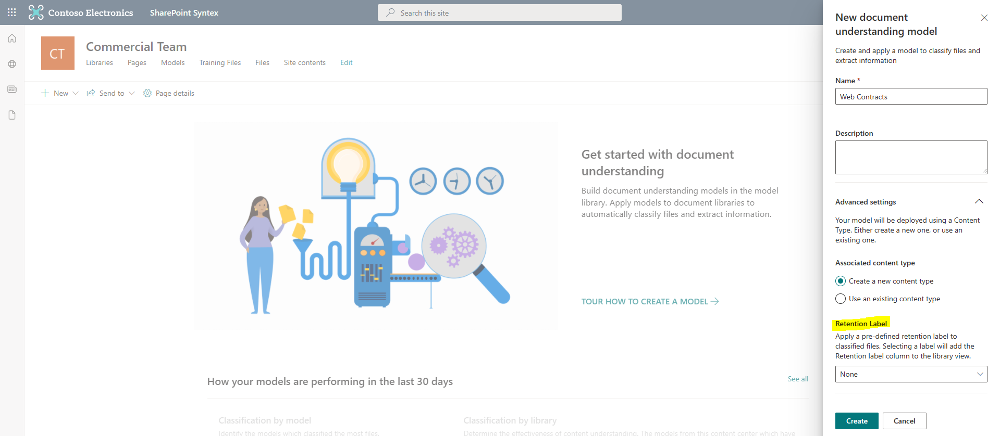 Contoso Electronics
SharePoint Syntex
Search this site
CT
Commercial Team
Libraries
Pages
Models
Training Files
Files
Site contents
Edit
New
Send to
Page details
Get started with document
understanding
Build document understanding models in the model
library. Apply models to document libraries to
automatically classify files and extract information.
TOUR HOW TO CREATE A MODEL
How your models are performing in the last 30 days
See all
Classification by model
Identify the models which classified the most files.
Classification by library
Determine the effectiveness of content understanding. The models from this content center which have
New document
understanding model
Create and apply a model to classify files and
extract information
Name *
Web Contracts
Description
Advanced settings
Your model will be deployed using a Content
Type. Either create a new one, or use an
existing one.
Associated content type
Create a new content type
Use an existing content type
Retention Label
Apply a pre-defined retention label to
classified files. Selecting a label will add the
Retention label column to the library view.
None
Create
Cancel